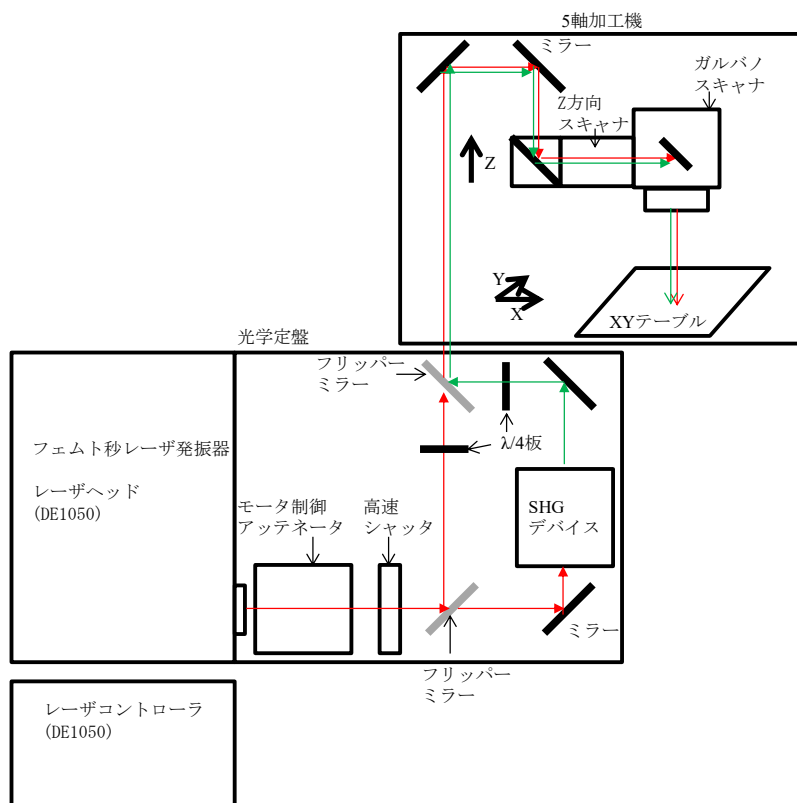 5軸加工機
ミラー
ガルバノ
スキャナ
Z方向
スキャナ
Z
Y
X
XYテーブル
光学定盤
フリッパー
ミラー
λ/4板
フェムト秒レーザ発振器
レーザヘッド
(DE1050)
モータ制御
アッテネータ
高速
シャッタ
SHG
デバイス
ミラー
フリッパー
ミラー
レーザコントローラ
(DE1050)